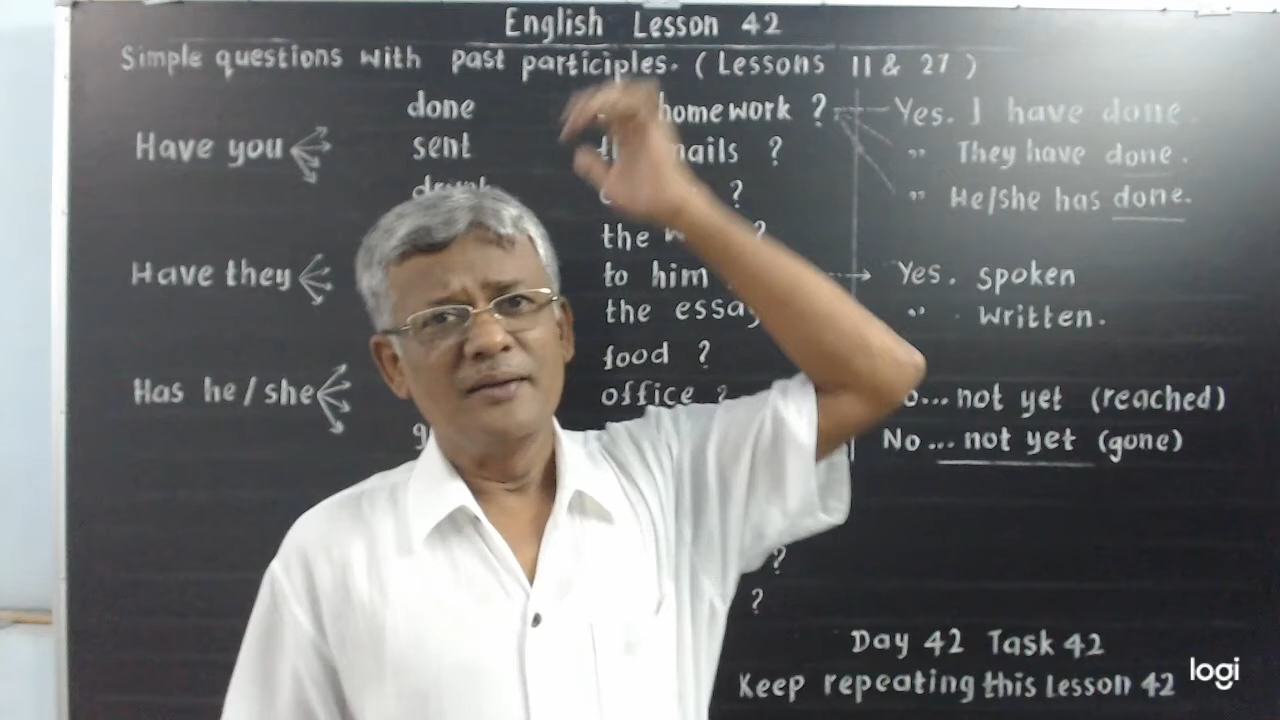 English Lesson 42
Simple questions with past participles. ( Lessons 11 & 27 )
Have you
Have they
Has he / she
done
sent
homework ?
?
?
the ?
to him
the essay
food ?
office ?
?
?
Yes. I have done.
" They have done.
" He/she has done.
Yes. spoken
" . written.
... not yet (reached)
No ... not yet (gone)
Day 42 Task 42
Keep repeating this Lesson 42
logi